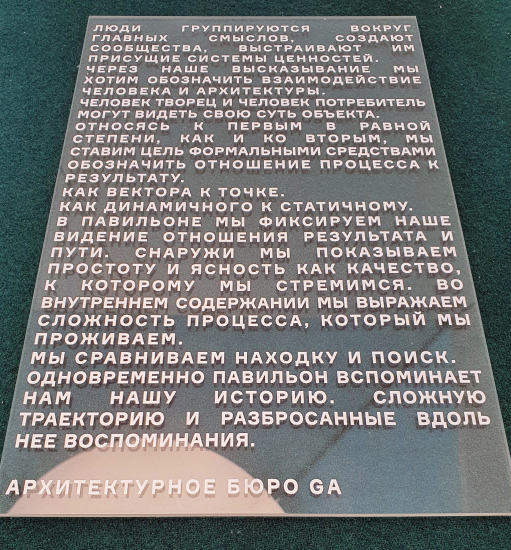 ЛЮДИ ГРУППИРУЮТСЯ ВОКРУГ
ГЛАВНЫХ СМЫСЛОВ, СОЗДАЮТ
СООБЩЕСТВА, ВЫСТРАИВАЮТ ИМ
ПРИСУЩИЕ СИСТЕМЫ ЦЕННОСТЕЙ.
ЧЕРЕЗ НАШЕ ВЫСКАЗЫВАНИЕ МЫ
ХОТИМ ОБОЗНАЧИТЬ ВЗАИМОДЕЙСТВИЕ
ЧЕЛОВЕКА И АРХИТЕКТУРЫ.
ЧЕЛОВЕК ТВОРЕЦ И ЧЕЛОВЕК ПОТРЕБИТЕЛЬ
МОГУТ ВИДЕТЬ СВОЮ СУТЬ ОБЪЕКТА.
ОТНОСЯСЬ К ПЕРВЫМ В РАВНОЙ
СТЕПЕНИ, КАК И КО ВТОРЫМ, МЫ
СТАВИМ ЦЕЛЬ ФОРМАЛЬНЫМИ СРЕДСТВАМИ
ОБОЗНАЧИТЬ ОТНОШЕНИЕ ПРОЦЕССА К
РЕЗУЛЬТАТУ.
КАК ВЕКТОРА К ТОЧКЕ.
КАК ДИНАМИЧНОГО К СТАТИЧНОМУ.
В ПАВИЛЬОНЕ МЫ ФИКСИРУЕМ НАШЕ
ВИДЕНИЕ ОТНОШЕНИЯ РЕЗУЛЬТАТА И
ПУТИ. СНАРУЖИ МЫ ПОКАЗЫВАЕМ
ПРОСТОТУ И ЯСНОСТЬ КАК КАЧЕСТВО,
К КОТОРОМУ МЫ СТРЕМИМСЯ. ВО
ВНУТРЕННЕМ СОДЕРЖАНИИ МЫ ВЫРАЖАЕМ
СЛОЖНОСТЬ ПРОЦЕССА, КОТОРЫЙ МЫ
ПРОЖИВАЕМ.
МЫ СРАВНИВАЕМ НАХОДКУ И ПОИСК.
ОДНОВРЕМЕННО ПАВИЛЬОН ВСПОМИНАЕТ
НАМ НАШУ ИСТОРИЮ. СЛОЖНУЮ
ТРАЕКТОРИЮ И РАЗБРОСАННЫЕ ВДОЛЬ
НЕЕ ВОСПОМИНАНИЯ.
АРХИТЕКТУРНОЕ БЮРО GA